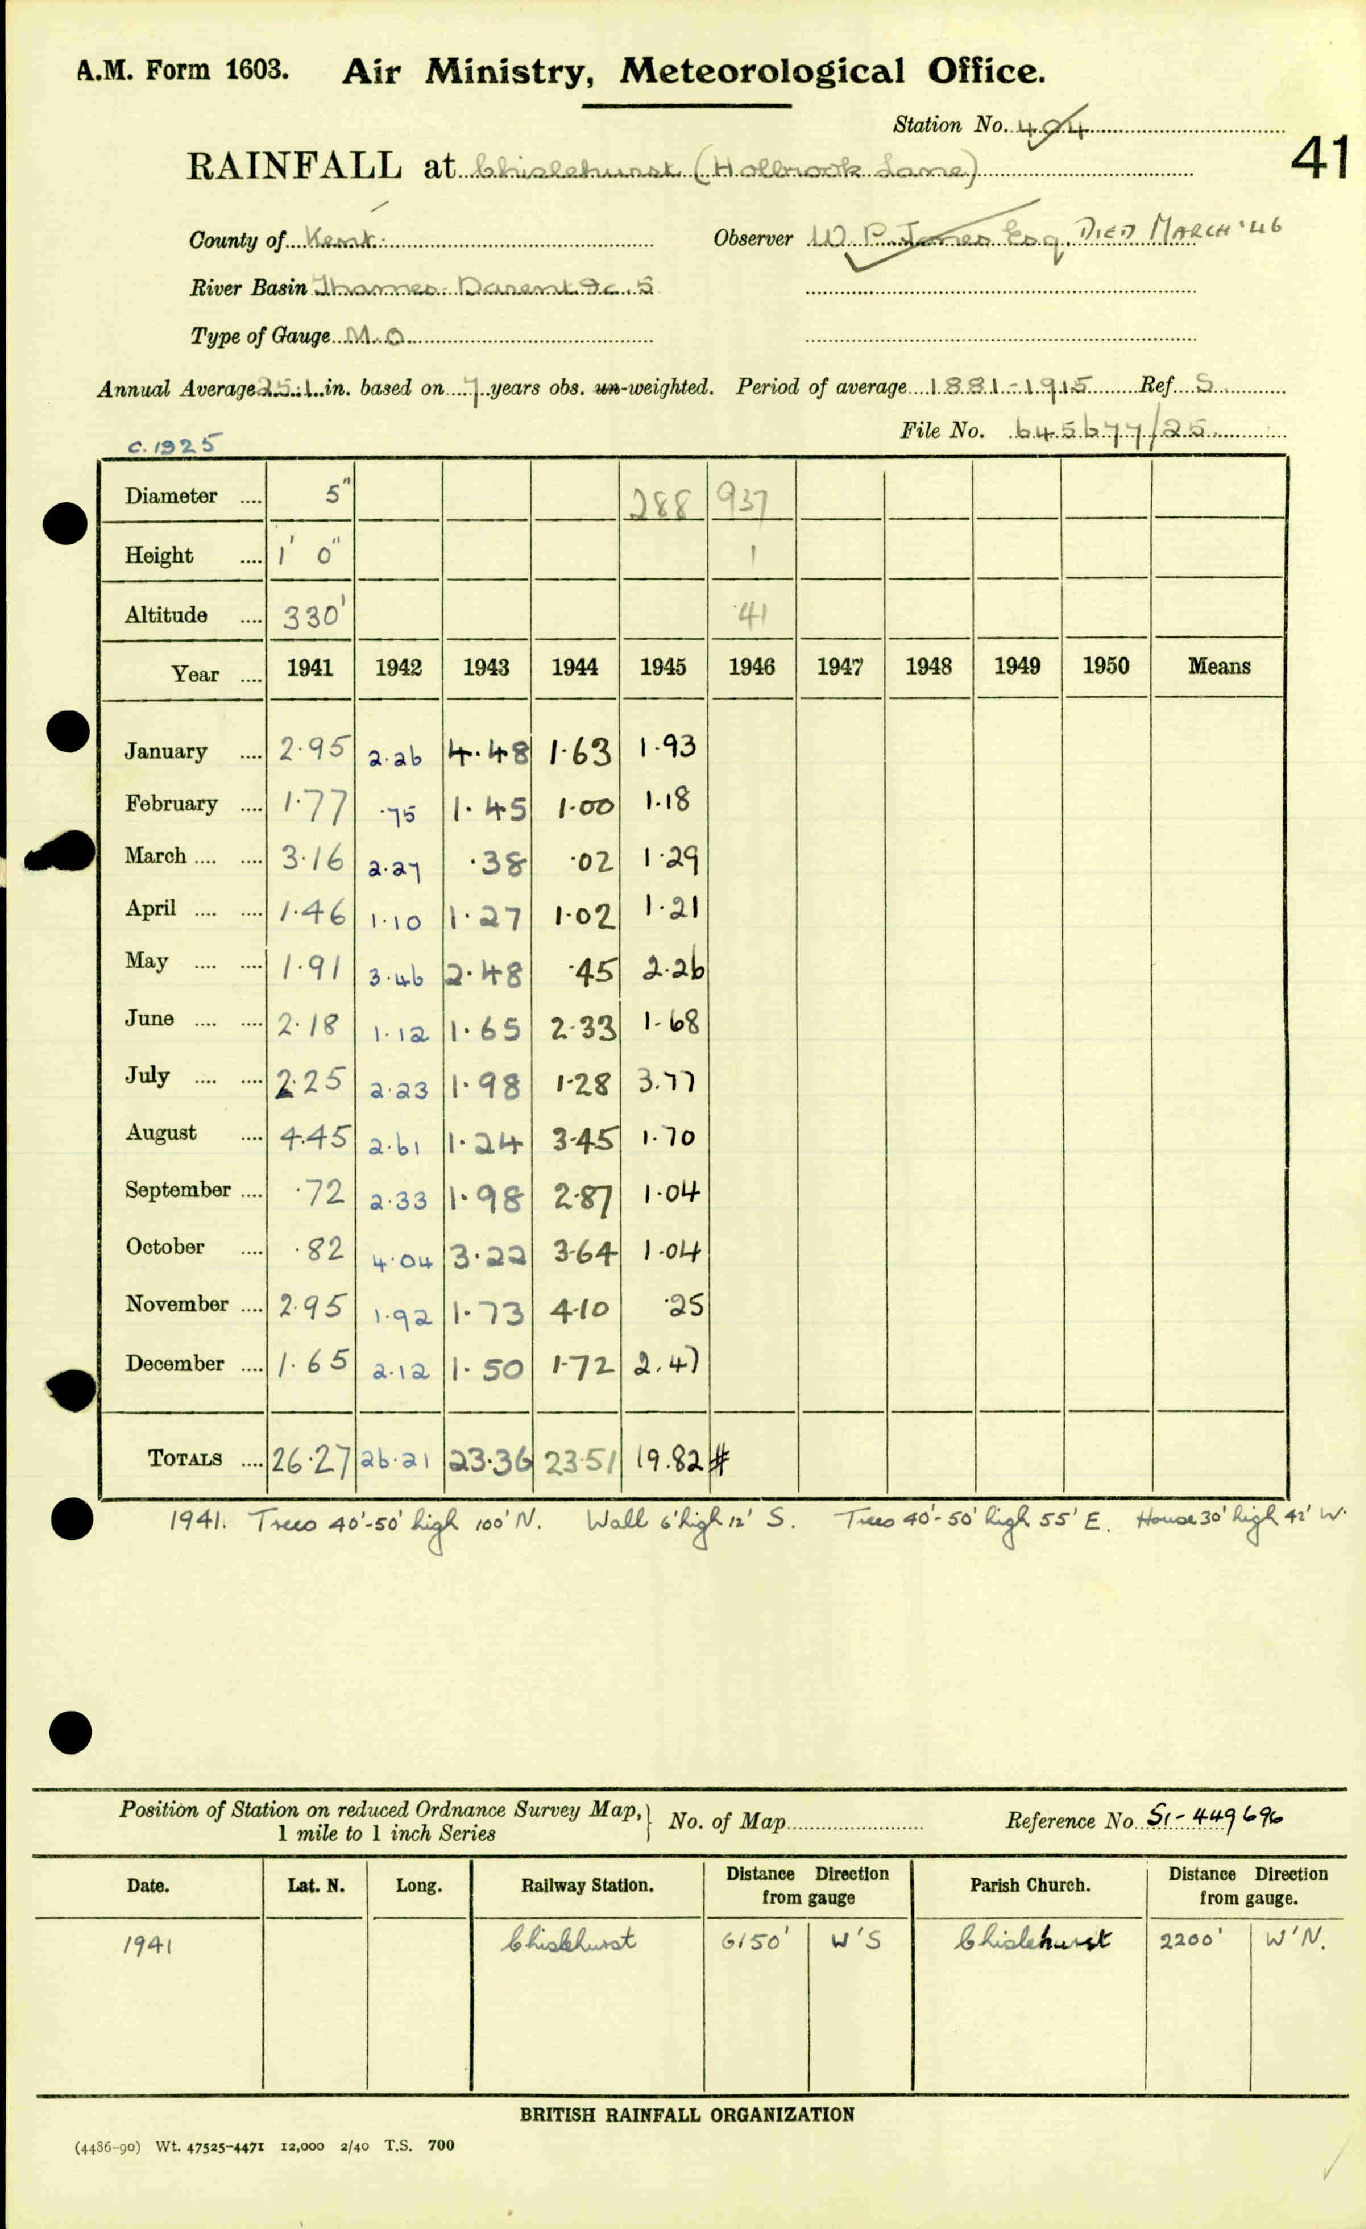 A.M. Form 1603. Air Ministry, Meteorological Office.
Station No. 494
41
RAINFALL at Chislehurst (Holbrook Lane)
County of Kent. Observer W. P. Jones Esq. DIED MARCH '46
River Basin Thames Darent &c. 5
Type of Gauge M.O.
Annual Average 25.1 in. based on 7 years obs. un-weighted. Period of average 1881-1915 Ref. S
File No. 645677/25
c. 1925
Diameter .... 5" 288 937
Height .... 1' 0" 1
Altitude .... 330' 41
Year .... 1941 1942 1943 1944 1945 1946 1947 1948 1949 1950 Means
January .... 2.95 2.26 4.48 1.63 1.93
February .... 1.77 .75 1.45 1.00 1.18
March .... .... 3.16 2.27 .38 .02 1.29
April .... .... 1.46 1.10 1.27 1.02 1.21
May .... .... 1.91 3.46 2.48 .45 2.26
June .... .... 2.18 1.12 1.65 2.33 1.68
July .... .... 2.25 2.23 1.98 1.28 3.77
August .... 4.45 2.61 1.24 3.45 1.70
September .... .72 2.33 1.98 2.87 1.04
October .... .82 4.04 3.22 3.64 1.04
November .... 2.95 1.92 1.73 4.10 .25
December .... 1.65 2.12 1.50 1.72 2.47
TOTALS .... 26.27 26.21 23.36 23.51 19.82 #
1941. Trees 40'-50' high 100' N. Wall 6' high 12' S. Trees 40'-50' high 55' E. House 30' high 42' W.
Position of Station on reduced Ordnance Survey Map, } No. of Map Reference No. 51-449696
1 mile to 1 inch Series
Date. Lat. N. Long. Railway Station. Distance Direction from gauge Parish Church. Distance Direction from gauge.
1941 Chislehurst 6150' W'S Chislehurst 2200' W'N.
BRITISH RAINFALL ORGANIZATION
(4486-90) Wt. 47525-4471 12,000 2/40 T.S. 700